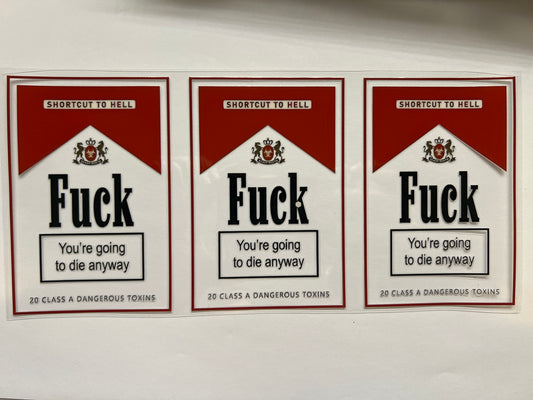 SHORTCUT TO HELL
Fuck
You're going
to die anyway
20 CLASS A DANGEROUS TOXINS
SHORTCUT TO HELL
Fuck
You're going
to die anyway
20 CLASS A DANGEROUS TOXINS
SHORTCUT TO HELL
Fuck
You're going
to die anyway
20 CLASS A DANGEROUS TOXINS